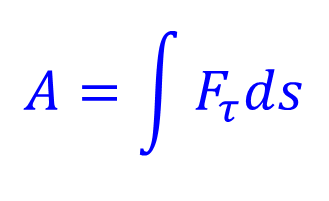 A = ∫ F_τ ds